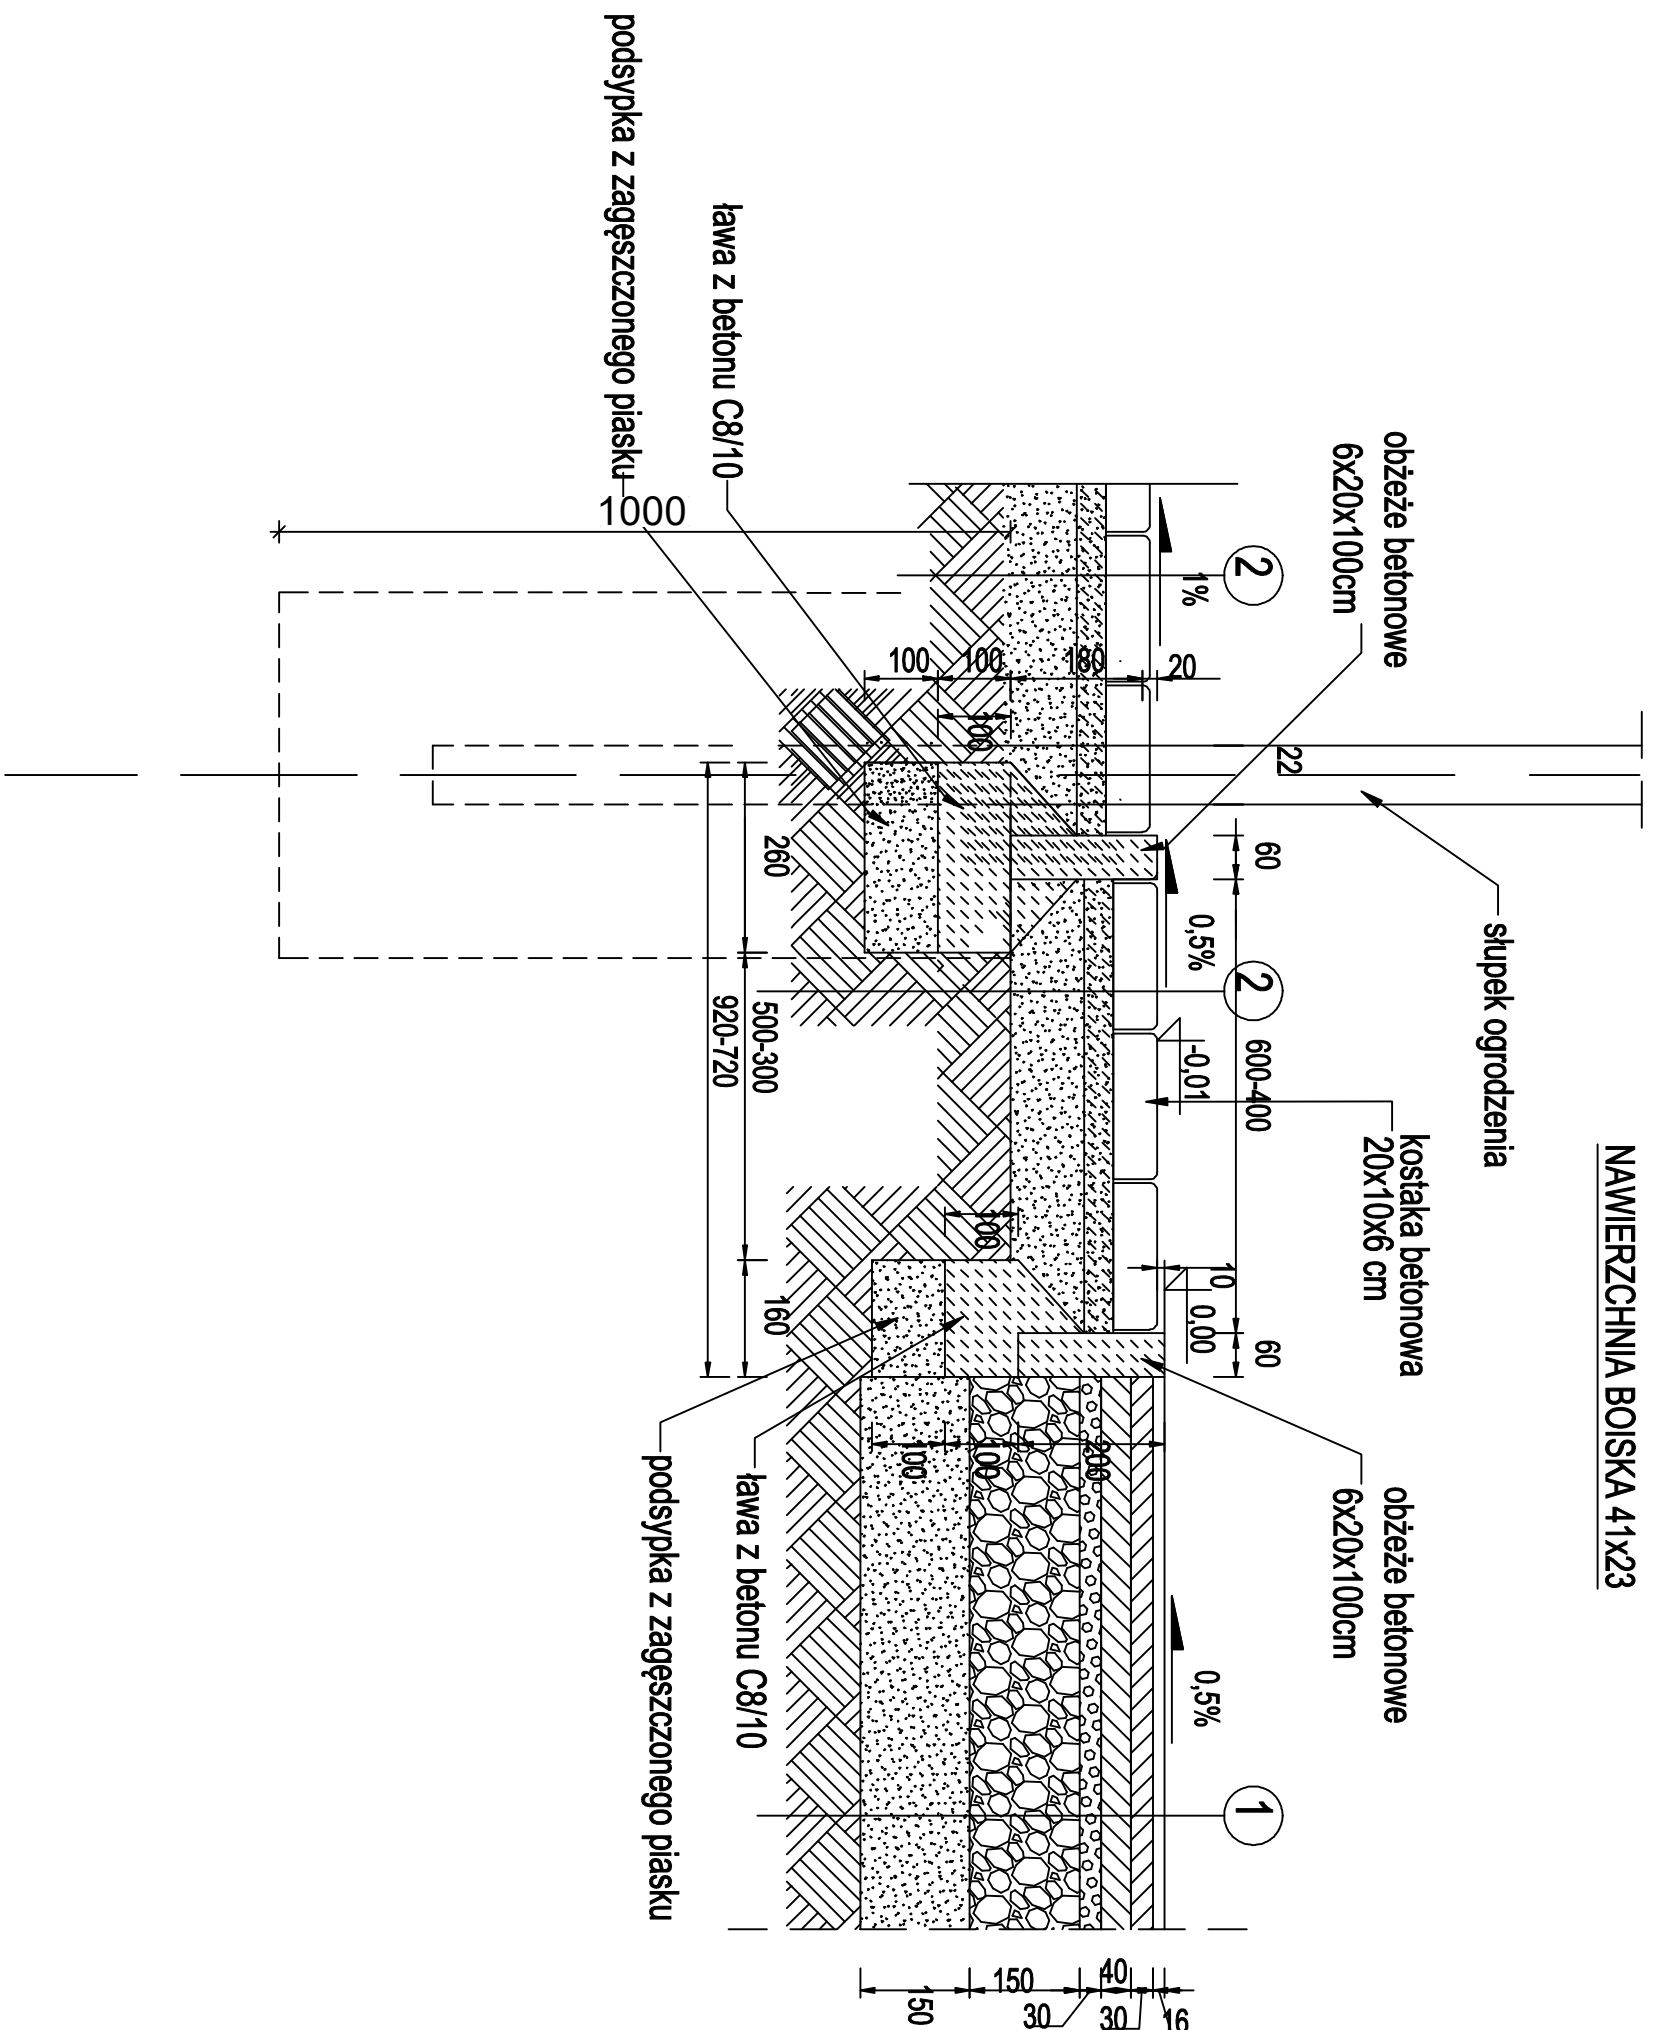 NAWIERZCHNIA BOISKA 41x23
słupek ogrodzenia
obżeże betonowe
6x20x100cm
kostaka betonowa
20x10x6 cm
obżeże betonowe
6x20x100cm
2
2
1
22
60
600-400
60
1%
0,5%
-0,01
10
0,00
0,5%
20
180
100
100
100
100
200
100
100
260
500-300
160
920-720
16
30
40
30
150
150
ława z betonu C8/10
podsypka z zagęszczonego piasku
1000
ława z betonu C8/10
podsypka z zagęszczonego piasku